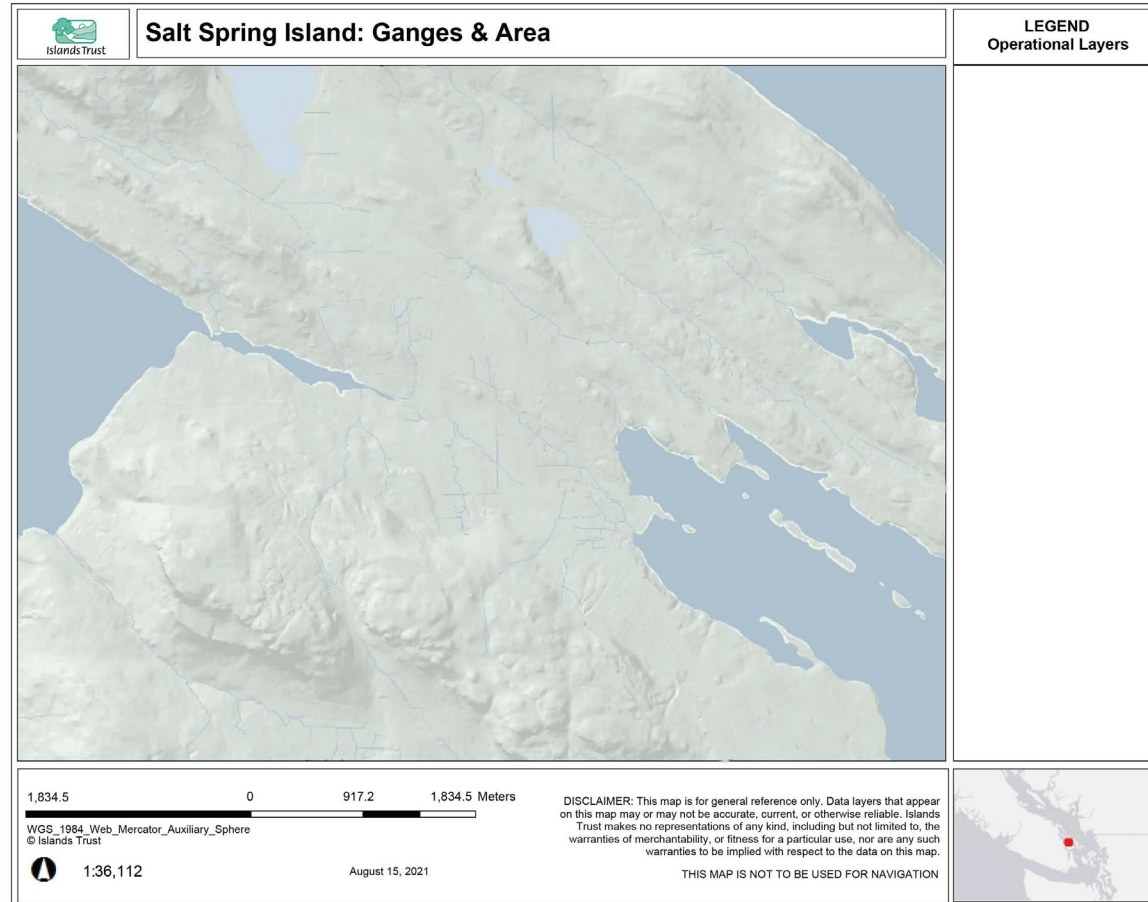 Islands Trust
Salt Spring Island: Ganges & Area
LEGEND
Operational Layers
1,834.5 0 917.2 1,834.5 Meters
WGS_1984_Web_Mercator_Auxiliary_Sphere
© Islands Trust
1:36,112
August 15, 2021
DISCLAIMER: This map is for general reference only. Data layers that appear
on this map may or may not be accurate, current, or otherwise reliable. Islands
Trust makes no representations of any kind, including but not limited to, the
warranties of merchantability, or fitness for a particular use, nor are any such
warranties to be implied with respect to the data on this map.
THIS MAP IS NOT TO BE USED FOR NAVIGATION